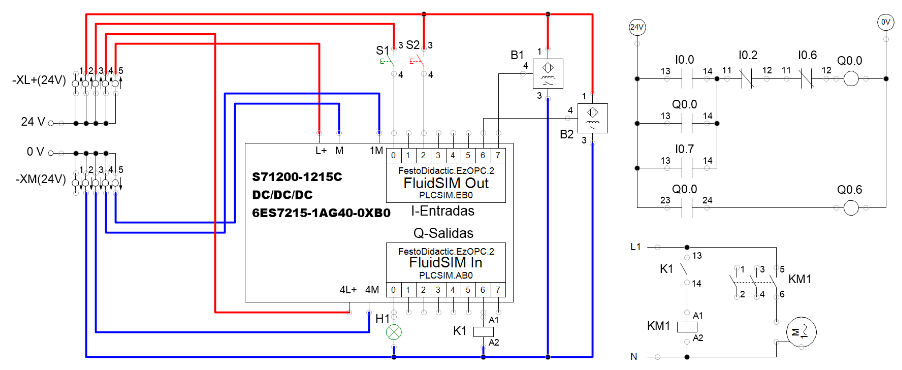 1 2 3 4 5
-XL+(24V)
24 V
0 V
1 2 3 4 5
-XM(24V)
S1 3
4
S2 3
4
B1
1
4
3
1
4
B2
3
L+ M 1M
0 1 2 3 4 5 6 7
FestoDidactic.EzOPC.2
FluidSIM Out
PLCSIM.EB0
S71200-1215C
DC/DC/DC
6ES7215-1AG40-0XB0
I-Entradas
Q-Salidas
FestoDidactic.EzOPC.2
FluidSIM In
PLCSIM.AB0
4L+ 4M
0 1 2 3 4 5 6 7
H1
K1
A1
A2
24V
0V
I0.0 I0.2 I0.6 Q0.0
13 14 11 12 11 12
Q0.0
13 14
I0.7
13 14
Q0.0 Q0.6
23 24
L1
K1
13
14
1 3 5
KM1
2 4 6
KM1
A1
A2
M
1~
N